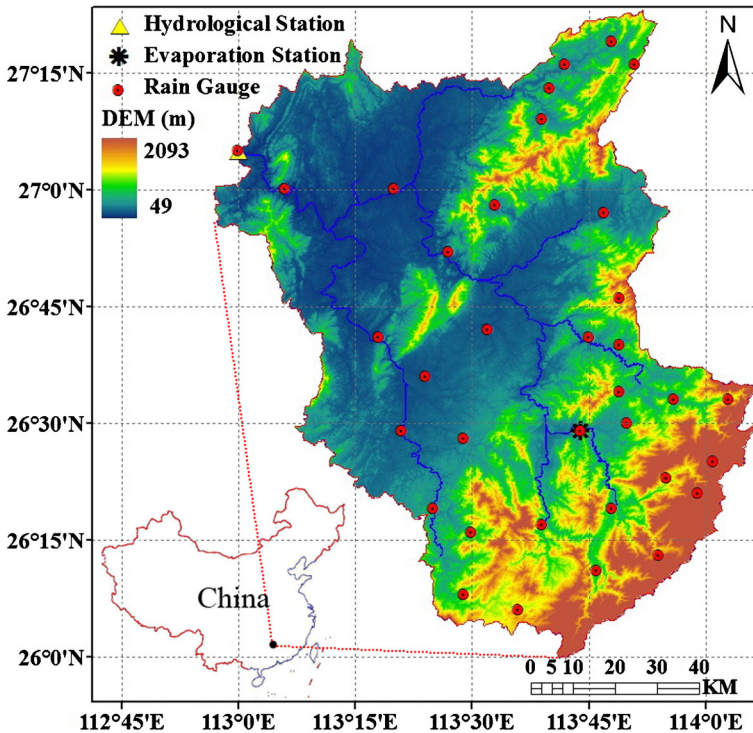 Hydrological Station
Evaporation Station
Rain Gauge
DEM (m)
2093
49
N
27°15'N
27°0'N
26°45'N
26°30'N
26°15'N
26°0'N
China
0 5 10 20 30 40
KM
112°45'E 113°0'E 113°15'E 113°30'E 113°45'E 114°0'E